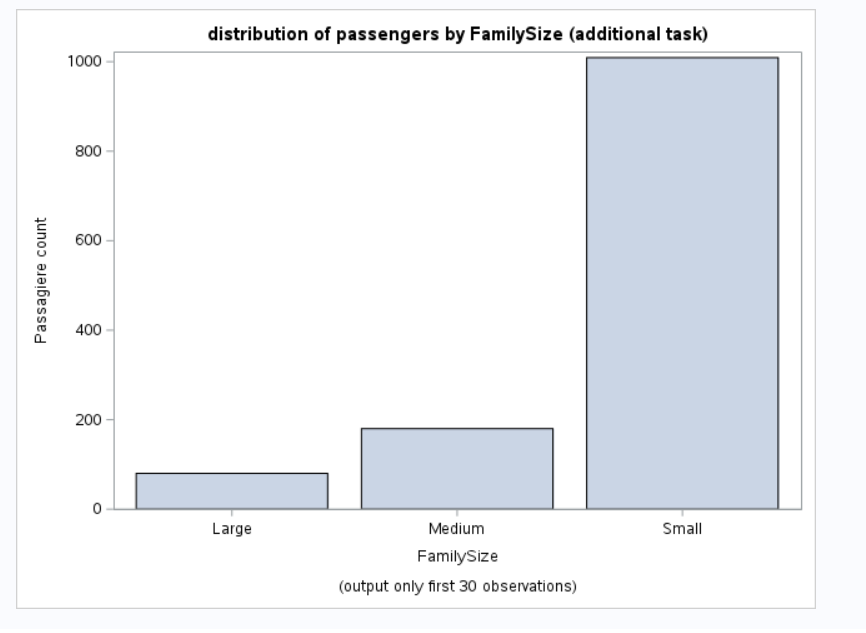 distribution of passengers by FamilySize (additional task)
1000
800
600
400
200
0
Passagiere count
Large
Medium
Small
FamilySize
(output only first 30 observations)